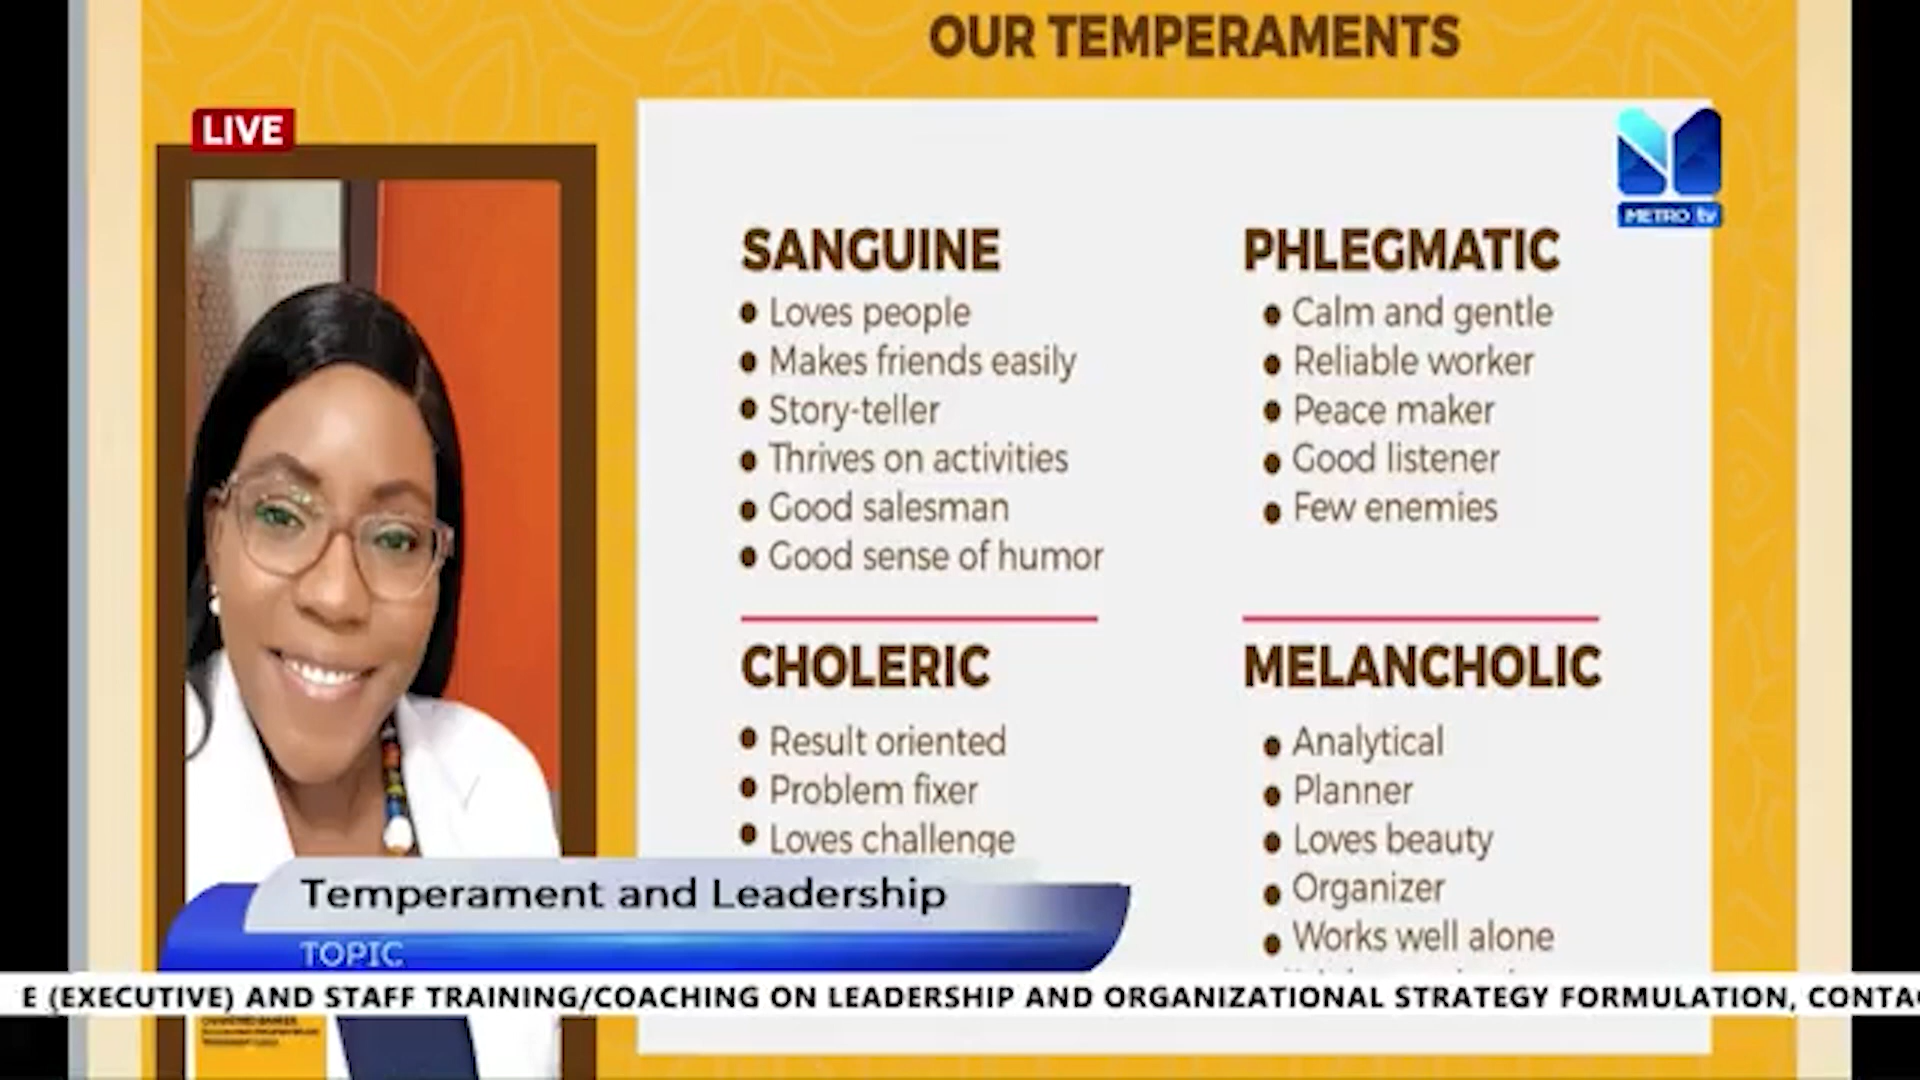 OUR TEMPERAMENTS
LIVE
METRO tv
SANGUINE
Loves people
Makes friends easily
Story-teller
Thrives on activities
Good salesman
Good sense of humor
PHLEGMATIC
Calm and gentle
Reliable worker
Peace maker
Good listener
Few enemies
CHOLERIC
Result oriented
Problem fixer
Loves challenge
MELANCHOLIC
Analytical
Planner
Loves beauty
Organizer
Works well alone
Temperament and Leadership
TOPIC
E (EXECUTIVE) AND STAFF TRAINING/COACHING ON LEADERSHIP AND ORGANIZATIONAL STRATEGY FORMULATION, CONTAC